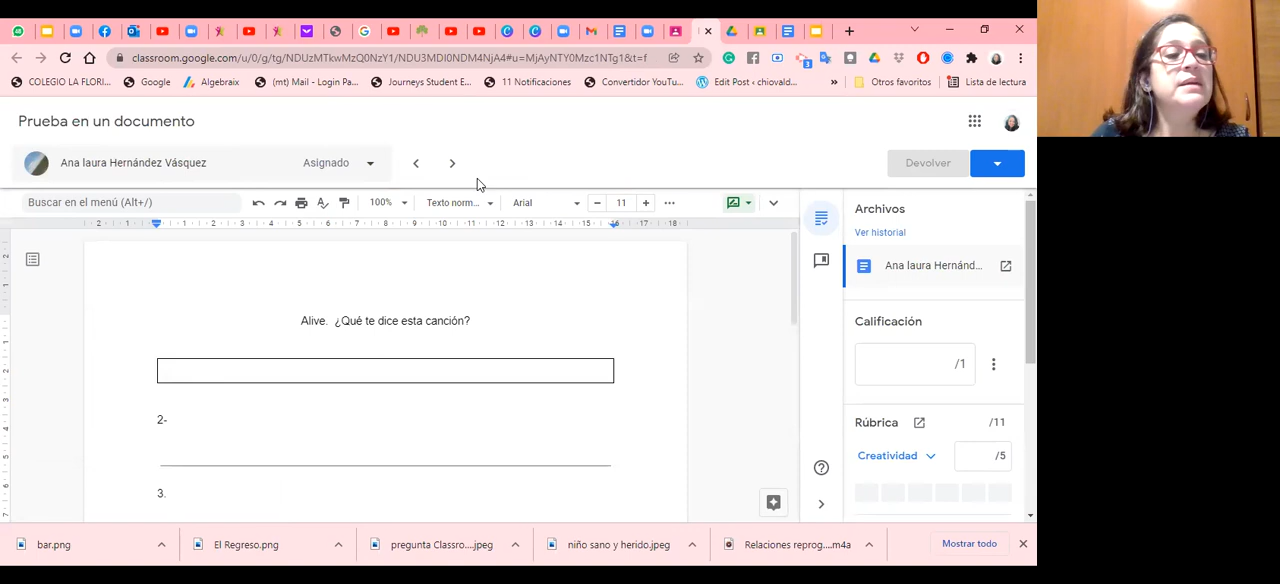 classroom.google.com/u/0/g/tg/NDUzMTkwMzQ0NzY1/NDU3MDI0NDM4NjA4#u=MjAyNTY0Mzc1NTg1&t=f
COLEGIO LA FLORI...
Google
Algebraix
(mt) Mail - Login Pa...
Journeys Student E...
11 Notificaciones
Convertidor YouTu...
Edit Post ‹ chiovald...
»
Otros favoritos
Lista de lectura
Prueba en un documento
Ana laura Hernández Vásquez
Asignado
Devolver
Buscar en el menú (Alt+/)
100%
Texto norm...
Arial
11
Archivos
Ver historial
Ana laura Hernánd...
Alive. ¿Qué te dice esta canción?
2-
3.
Calificación
/1
Rúbrica
/11
Creatividad
/5
bar.png
El Regreso.png
pregunta Classro....jpeg
niño sano y herido.jpeg
Relaciones reprog....m4a
Mostrar todo